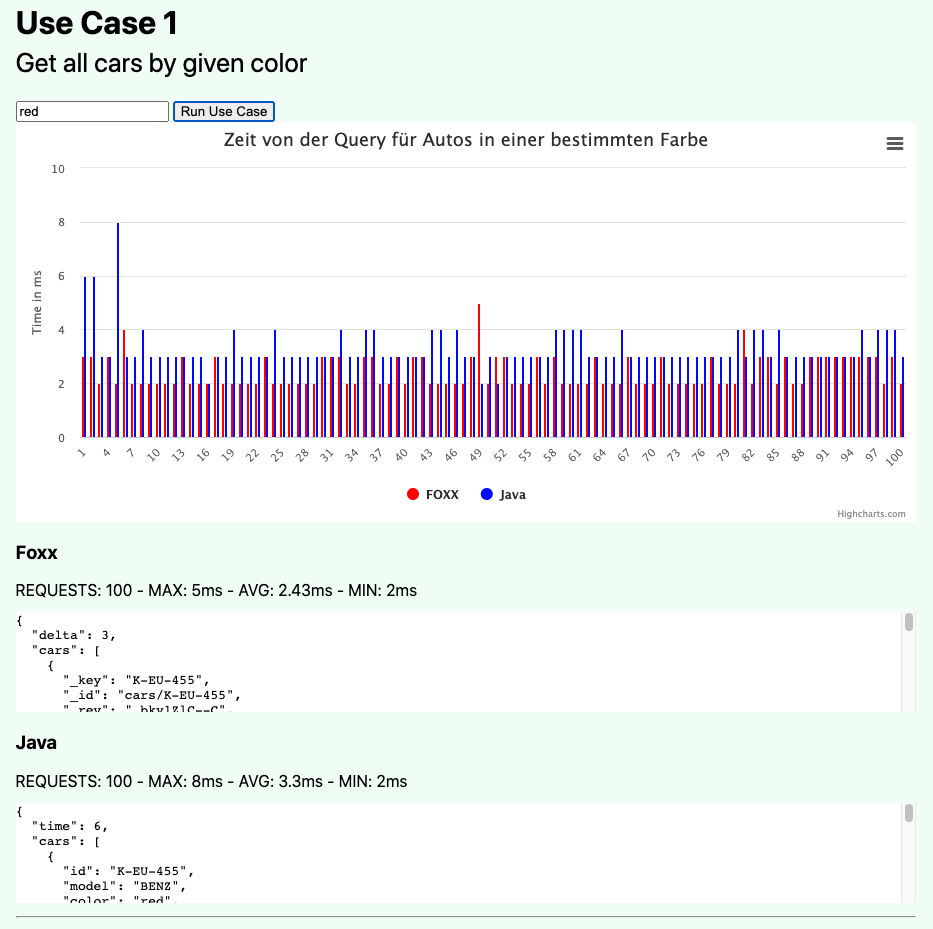 Use Case 1
Get all cars by given color
red Run Use Case
Zeit von der Query für Autos in einer bestimmten Farbe
10
8
6
4
2
0
Time in ms
1 4 7 10 13 16 19 22 25 28 31 34 37 40 43 46 49 52 55 58 61 64 67 70 73 76 79 82 85 88 91 94 97 100
FOXX Java
Highcharts.com
Foxx
REQUESTS: 100 - MAX: 5ms - AVG: 2.43ms - MIN: 2ms
{
"delta": 3,
"cars": [
{
"_key": "K-EU-455",
"_id": "cars/K-EU-455",
"_rev":
Java
REQUESTS: 100 - MAX: 8ms - AVG: 3.3ms - MIN: 2ms
{
"time": 6,
"cars": [
{
"id": "K-EU-455",
"model": "BENZ",
"color": "red",